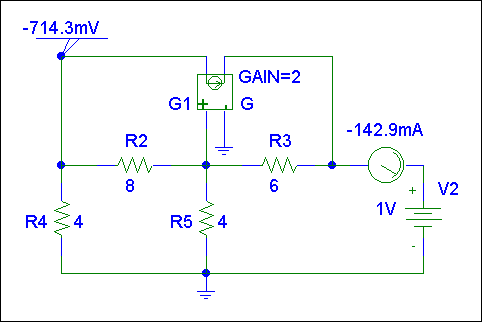 -714.3mV
GAIN=2
G1 + - G
-142.9mA
R2 R3
8 6
V2
+
1V
R4 4 R5 4
-